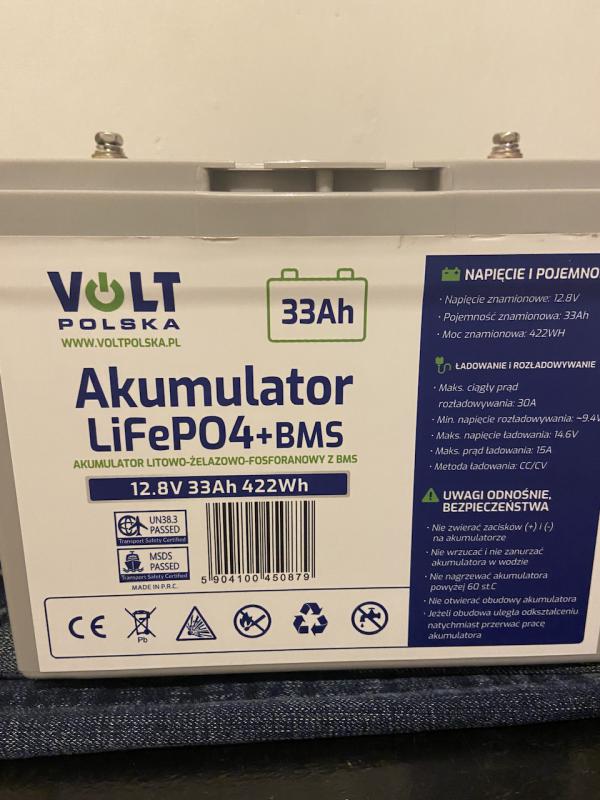 VOLT
POLSKA
WWW.VOLTPOLSKA.PL
33Ah
Akumulator
LiFePO4+BMS
AKUMULATOR LITOWO-ŻELAZOWO-FOSFORANOWY Z BMS
12.8V 33Ah 422Wh
UN38.3
PASSED
Transport Safety Certified
MSDS
PASSED
Transport Safety Certified
MADE IN P.R.C.
5 904100 450879
CE
Pb
NAPIĘCIE I POJEMNO
· Napięcie znamionowe: 12.8V
· Pojemność znamionowa: 33Ah
· Moc znamionowa: 422WH
ŁADOWANIE I ROZŁADOWYWANIE
· Maks. ciągły prąd
rozładowywania: 30A
· Min. napięcie rozładowywania: ~9.4V
· Maks. napięcie ładowania: 14.6V
· Maks. prąd ładowania: 15A
· Metoda ładowania: CC/CV
UWAGI ODNOŚNIE,
BEZPIECZEŃSTWA
· Nie zwierać zacisków (+) i (-)
na akumulatorze
· Nie wrzucać i nie zanurzać
akumulatora w wodzie
· Nie nagrzewać akumulatora
powyżej 60 st.C
· Nie otwierać obudowy akumulatora
· Jeżeli obudowa uległa odkształceniu
natychmiast przerwać pracę
akumulatora